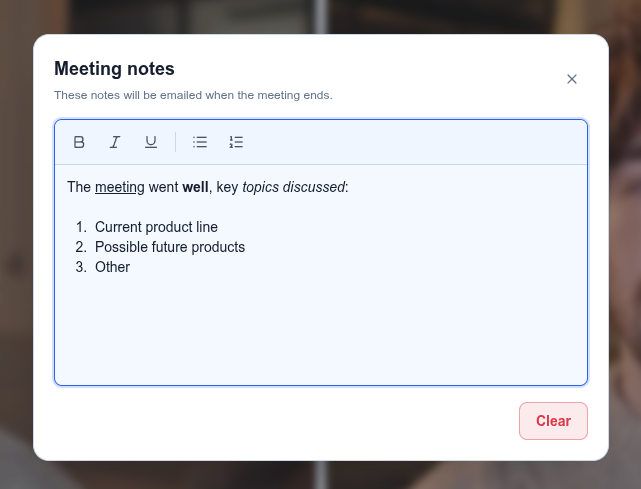 Meeting notes
These notes will be emailed when the meeting ends.
B I U
The meeting went well, key topics discussed:
1. Current product line
2. Possible future products
3. Other
Clear